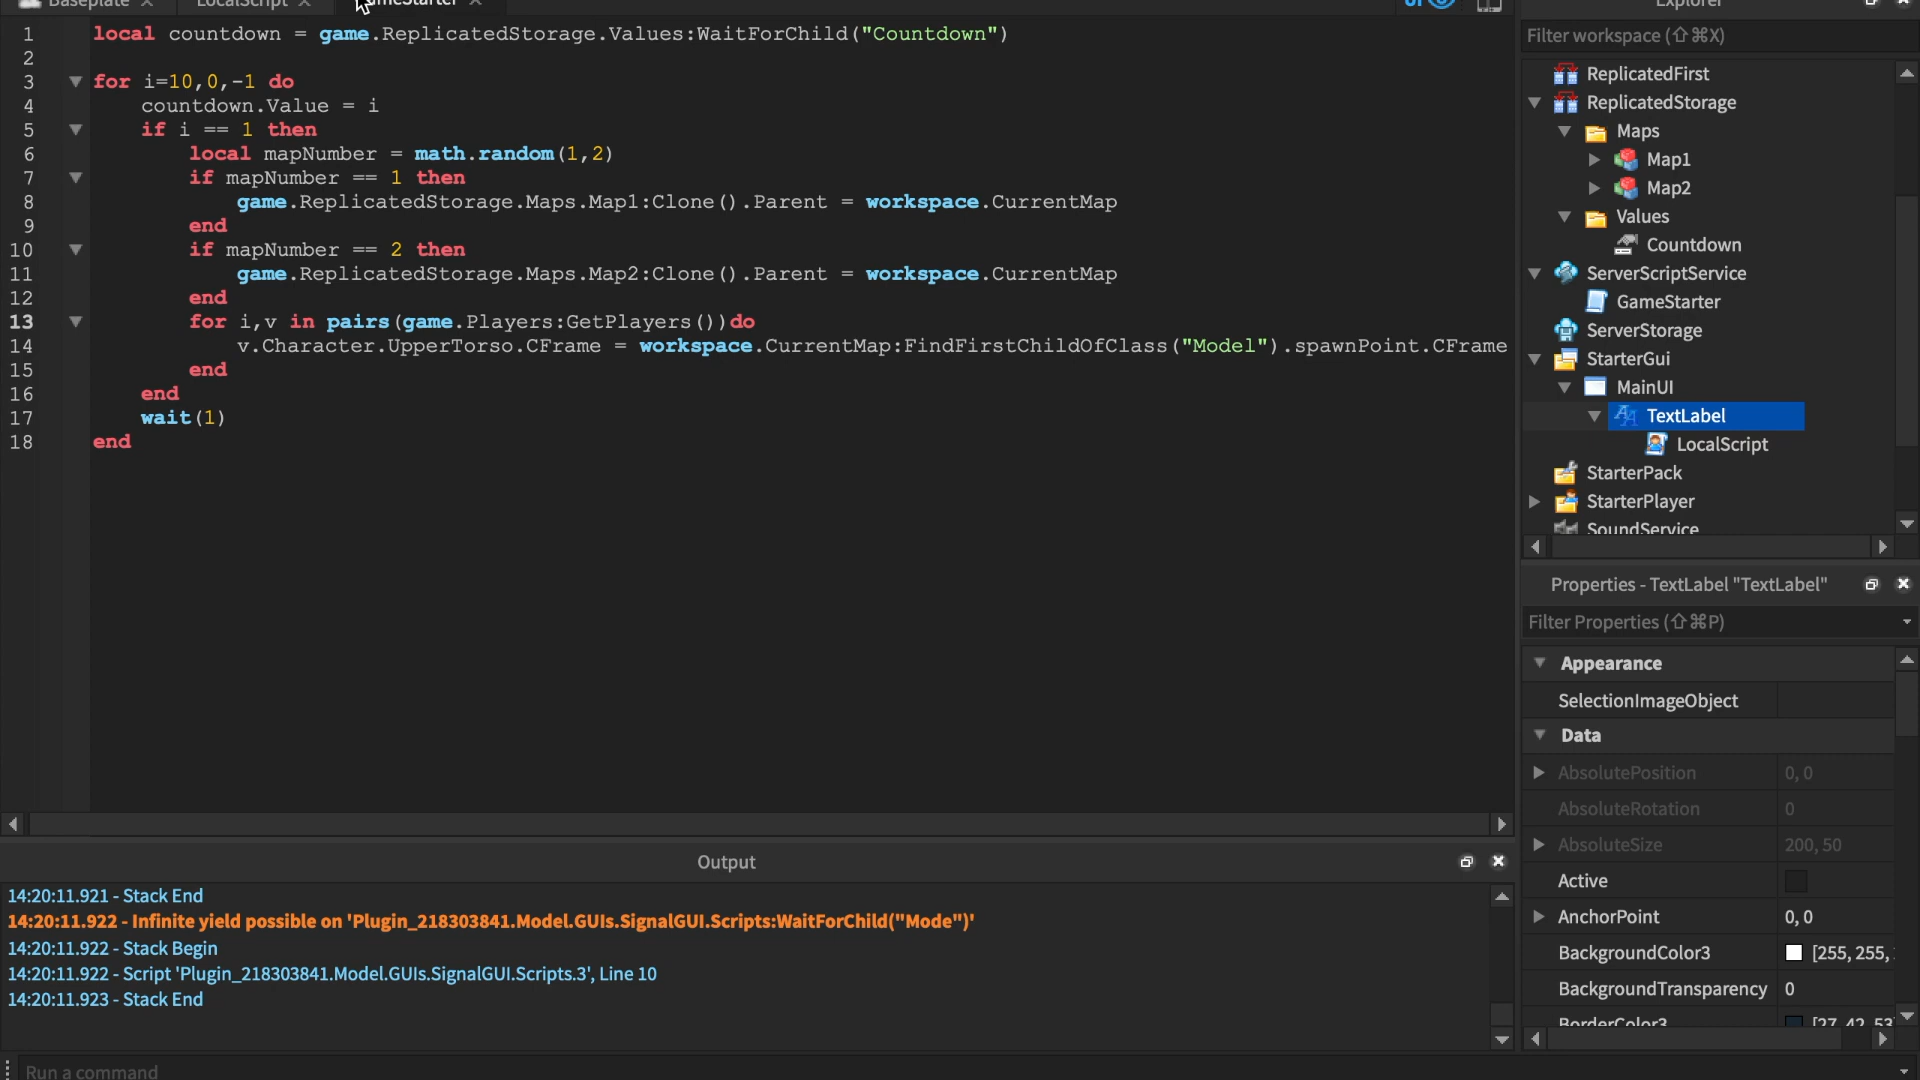 Baseplate
LocalScript
Explorer
1 local countdown = game.ReplicatedStorage.Values:WaitForChild("Countdown")
2
3 for i=10,0,-1 do
4 countdown.Value = i
5 if i == 1 then
6 local mapNumber = math.random(1,2)
7 if mapNumber == 1 then
8 game.ReplicatedStorage.Maps.Map1:Clone().Parent = workspace.CurrentMap
9 end
10 if mapNumber == 2 then
11 game.ReplicatedStorage.Maps.Map2:Clone().Parent = workspace.CurrentMap
12 end
13 for i,v in pairs(game.Players:GetPlayers())do
14 v.Character.UpperTorso.CFrame = workspace.CurrentMap:FindFirstChildOfClass("Model").spawnPoint.CFrame
15 end
16 end
17 wait(1)
18 end
Filter workspace (⇧⌘X)
ReplicatedFirst
ReplicatedStorage
Maps
Map1
Map2
Values
Countdown
ServerScriptService
GameStarter
ServerStorage
StarterGui
MainUI
TextLabel
LocalScript
StarterPack
StarterPlayer
SoundService
Properties - TextLabel "TextLabel"
Filter Properties (⇧⌘P)
Appearance
SelectionImageObject
Data
AbsolutePosition 0, 0
AbsoluteRotation 0
AbsoluteSize 200, 50
Active
AnchorPoint 0, 0
BackgroundColor3 [255, 255,
BackgroundTransparency 0
BorderColor3 [27, 42, 53]
Output
14:20:11.921 - Stack End
14:20:11.922 - Infinite yield possible on 'Plugin_218303841.Model.GUIs.SignalGUI.Scripts:WaitForChild("Mode")'
14:20:11.922 - Stack Begin
14:20:11.922 - Script 'Plugin_218303841.Model.GUIs.SignalGUI.Scripts.3', Line 10
14:20:11.923 - Stack End
Run a command